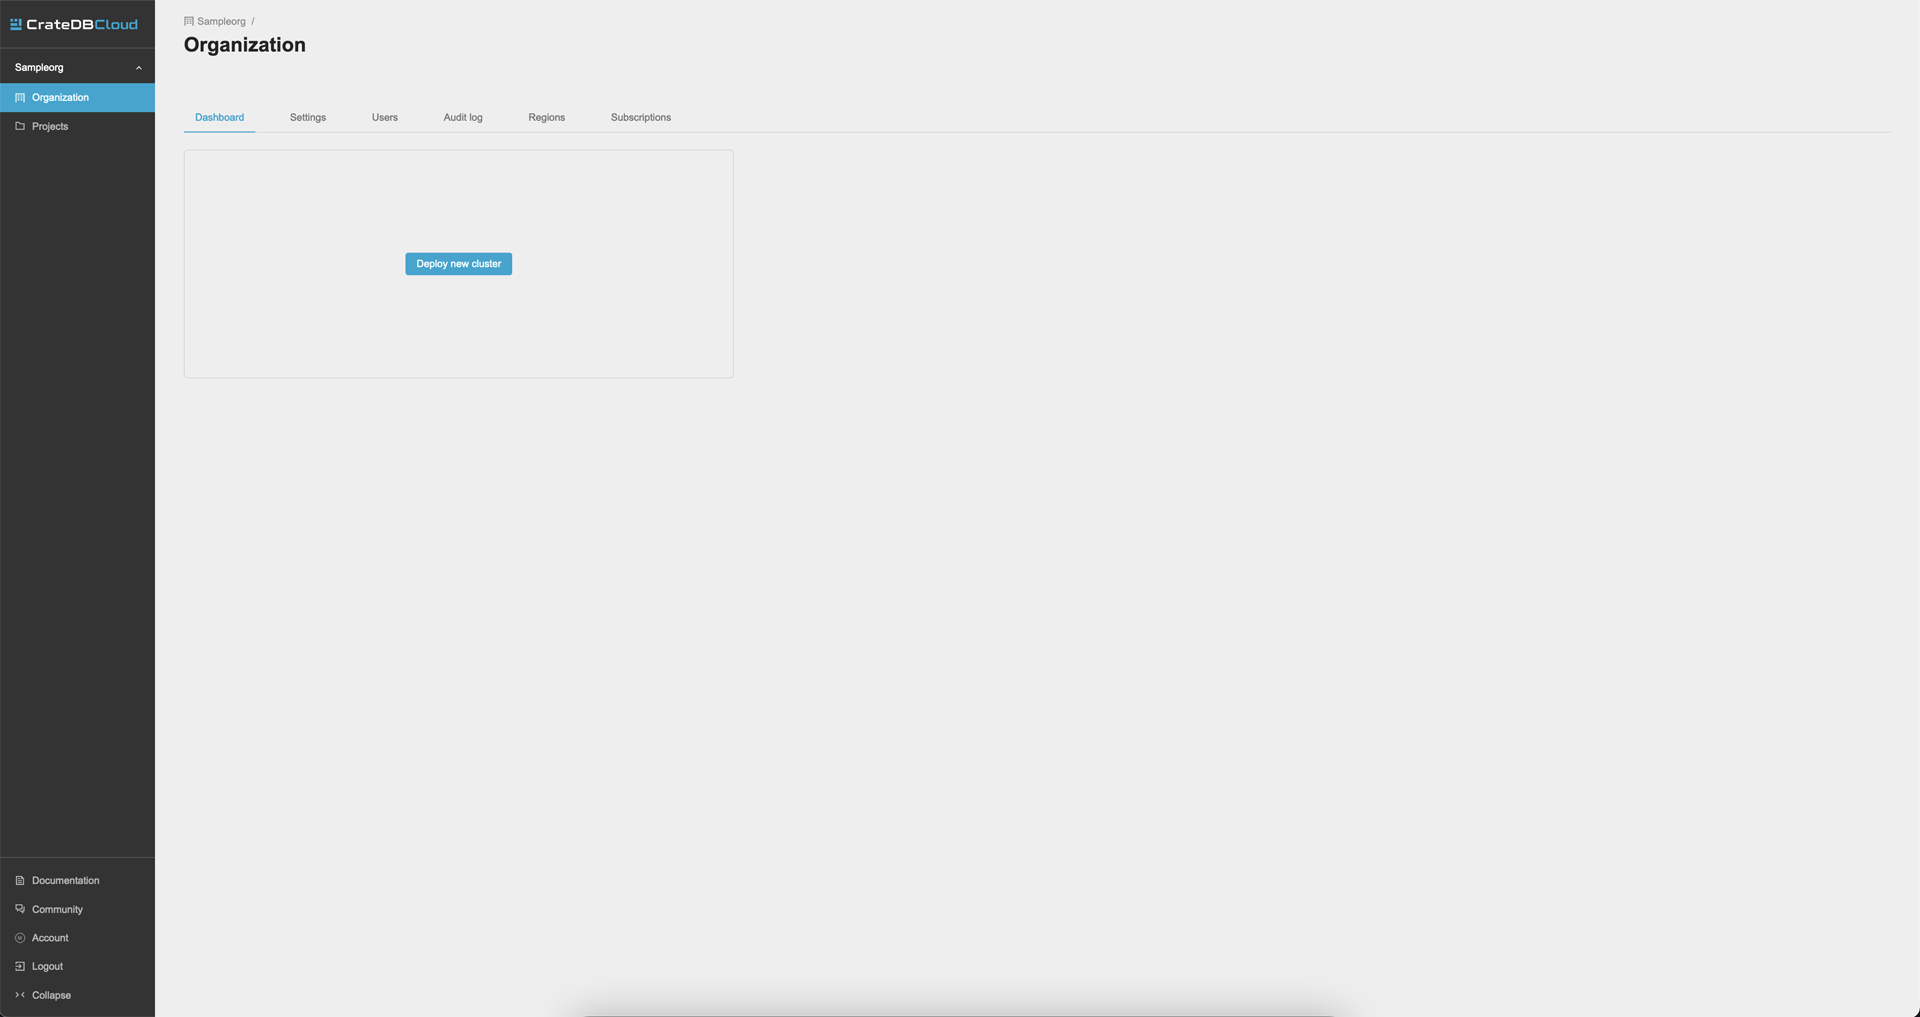 CrateDBCloud
Sampleorg
Organization
Projects
Documentation
Community
Account
Logout
Collapse
Sampleorg /
Organization
Dashboard Settings Users Audit log Regions Subscriptions
Deploy new cluster